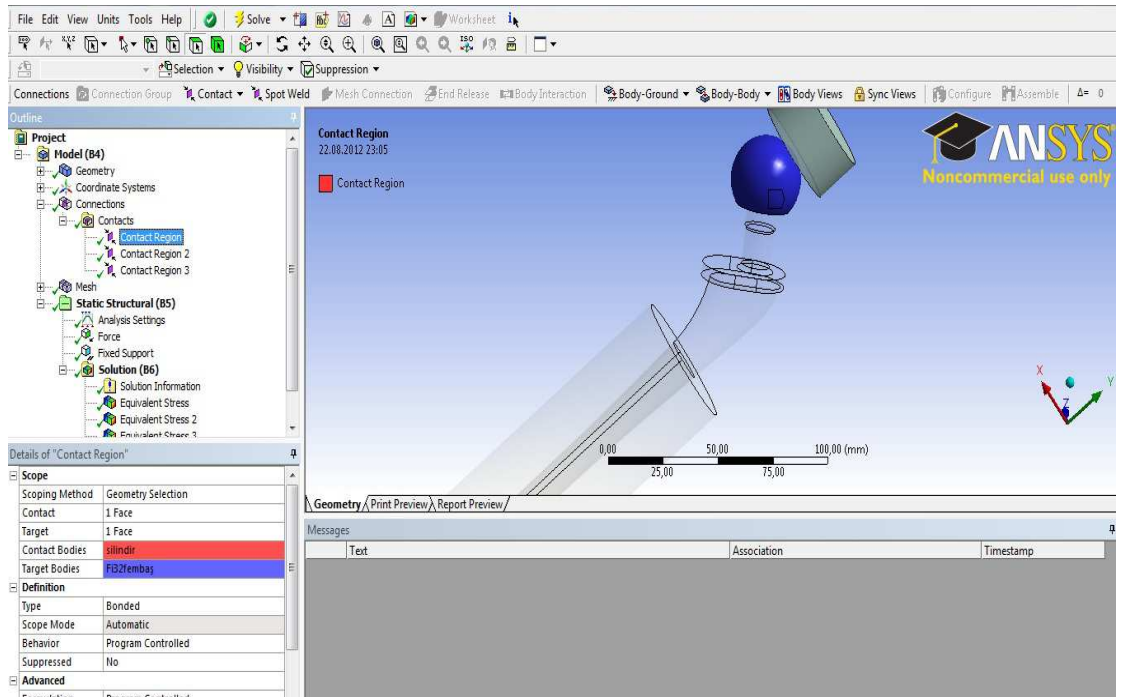 File Edit View Units Tools Help Solve Worksheet
Selection Visibility Suppression
Connections Connection Group Contact Spot Weld Mesh Connection End Release Body Interaction Body-Ground Body-Body Body Views Sync Views Configure Assemble Δ= 0
Outline
Project
Model (B4)
Geometry
Coordinate Systems
Connections
Contacts
Contact Region
Contact Region 2
Contact Region 3
Mesh
Static Structural (B5)
Analysis Settings
Force
Fixed Support
Solution (B6)
Solution Information
Equivalent Stress
Equivalent Stress 2
Equivalent Stress 3
Contact Region
22.08.2012 23:05
Contact Region
ANSYS
Noncommercial use only
X
Y
Z
0,00 50,00 100,00 (mm)
25,00 75,00
Geometry Print Preview Report Preview
Details of "Contact Region"
Scope
Scoping Method Geometry Selection
Contact 1 Face
Target 1 Face
Contact Bodies silindir
Target Bodies Fi32fembaş
Definition
Type Bonded
Scope Mode Automatic
Behavior Program Controlled
Suppressed No
Advanced
Messages
Text Association Timestamp